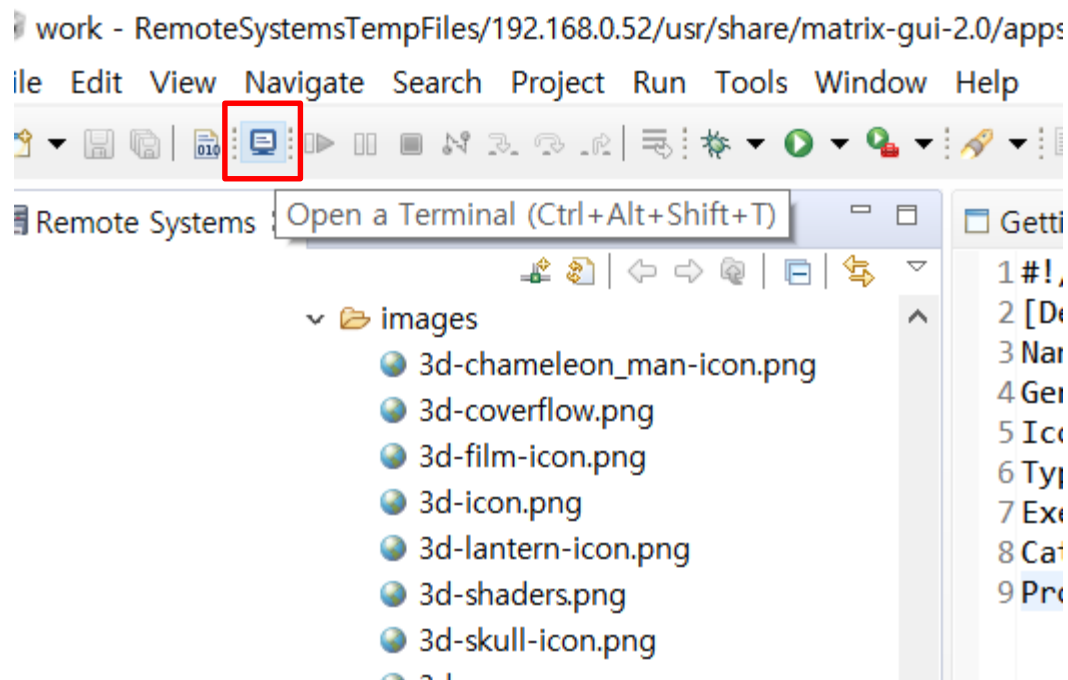 work - RemoteSystemsTempFiles/192.168.0.52/usr/share/matrix-gui-2.0/apps
ile Edit View Navigate Search Project Run Tools Window Help
010
Remote Systems
Open a Terminal (Ctrl+Alt+Shift+T)
Getti
images
3d-chameleon_man-icon.png
3d-coverflow.png
3d-film-icon.png
3d-icon.png
3d-lantern-icon.png
3d-shaders.png
3d-skull-icon.png
1 #!/
2 [De
3 Nar
4 Ger
5 Ico
6 Typ
7 Exe
8 Cat
9 Pro